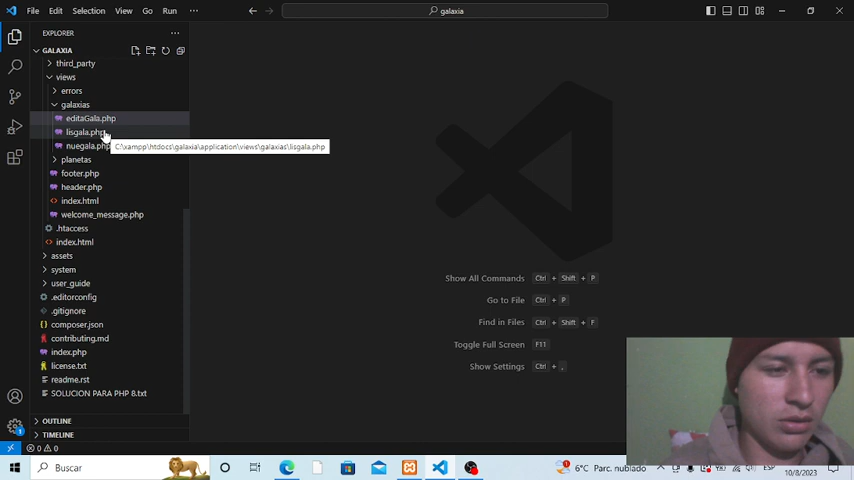 File Edit Selection View Go Run ···
galaxia
EXPLORER ···
GALAXIA
third_party
views
errors
galaxias
editaGala.php
lisgala.php
nuegala.php
C:\xampp\htdocs\galaxia\application\views\galaxias\lisgala.php
planetas
footer.php
header.php
index.html
welcome_message.php
.htaccess
index.html
assets
system
user_guide
.editorconfig
.gitignore
composer.json
contributing.md
index.php
license.txt
readme.rst
SOLUCION PARA PHP 8.txt
OUTLINE
TIMELINE
Show All Commands Ctrl + Shift + P
Go to File Ctrl + P
Find in Files Ctrl + Shift + F
Toggle Full Screen F11
Show Settings Ctrl + ,
1
0 0
Buscar
6°C Parc. nublado
ESP
10/8/2023